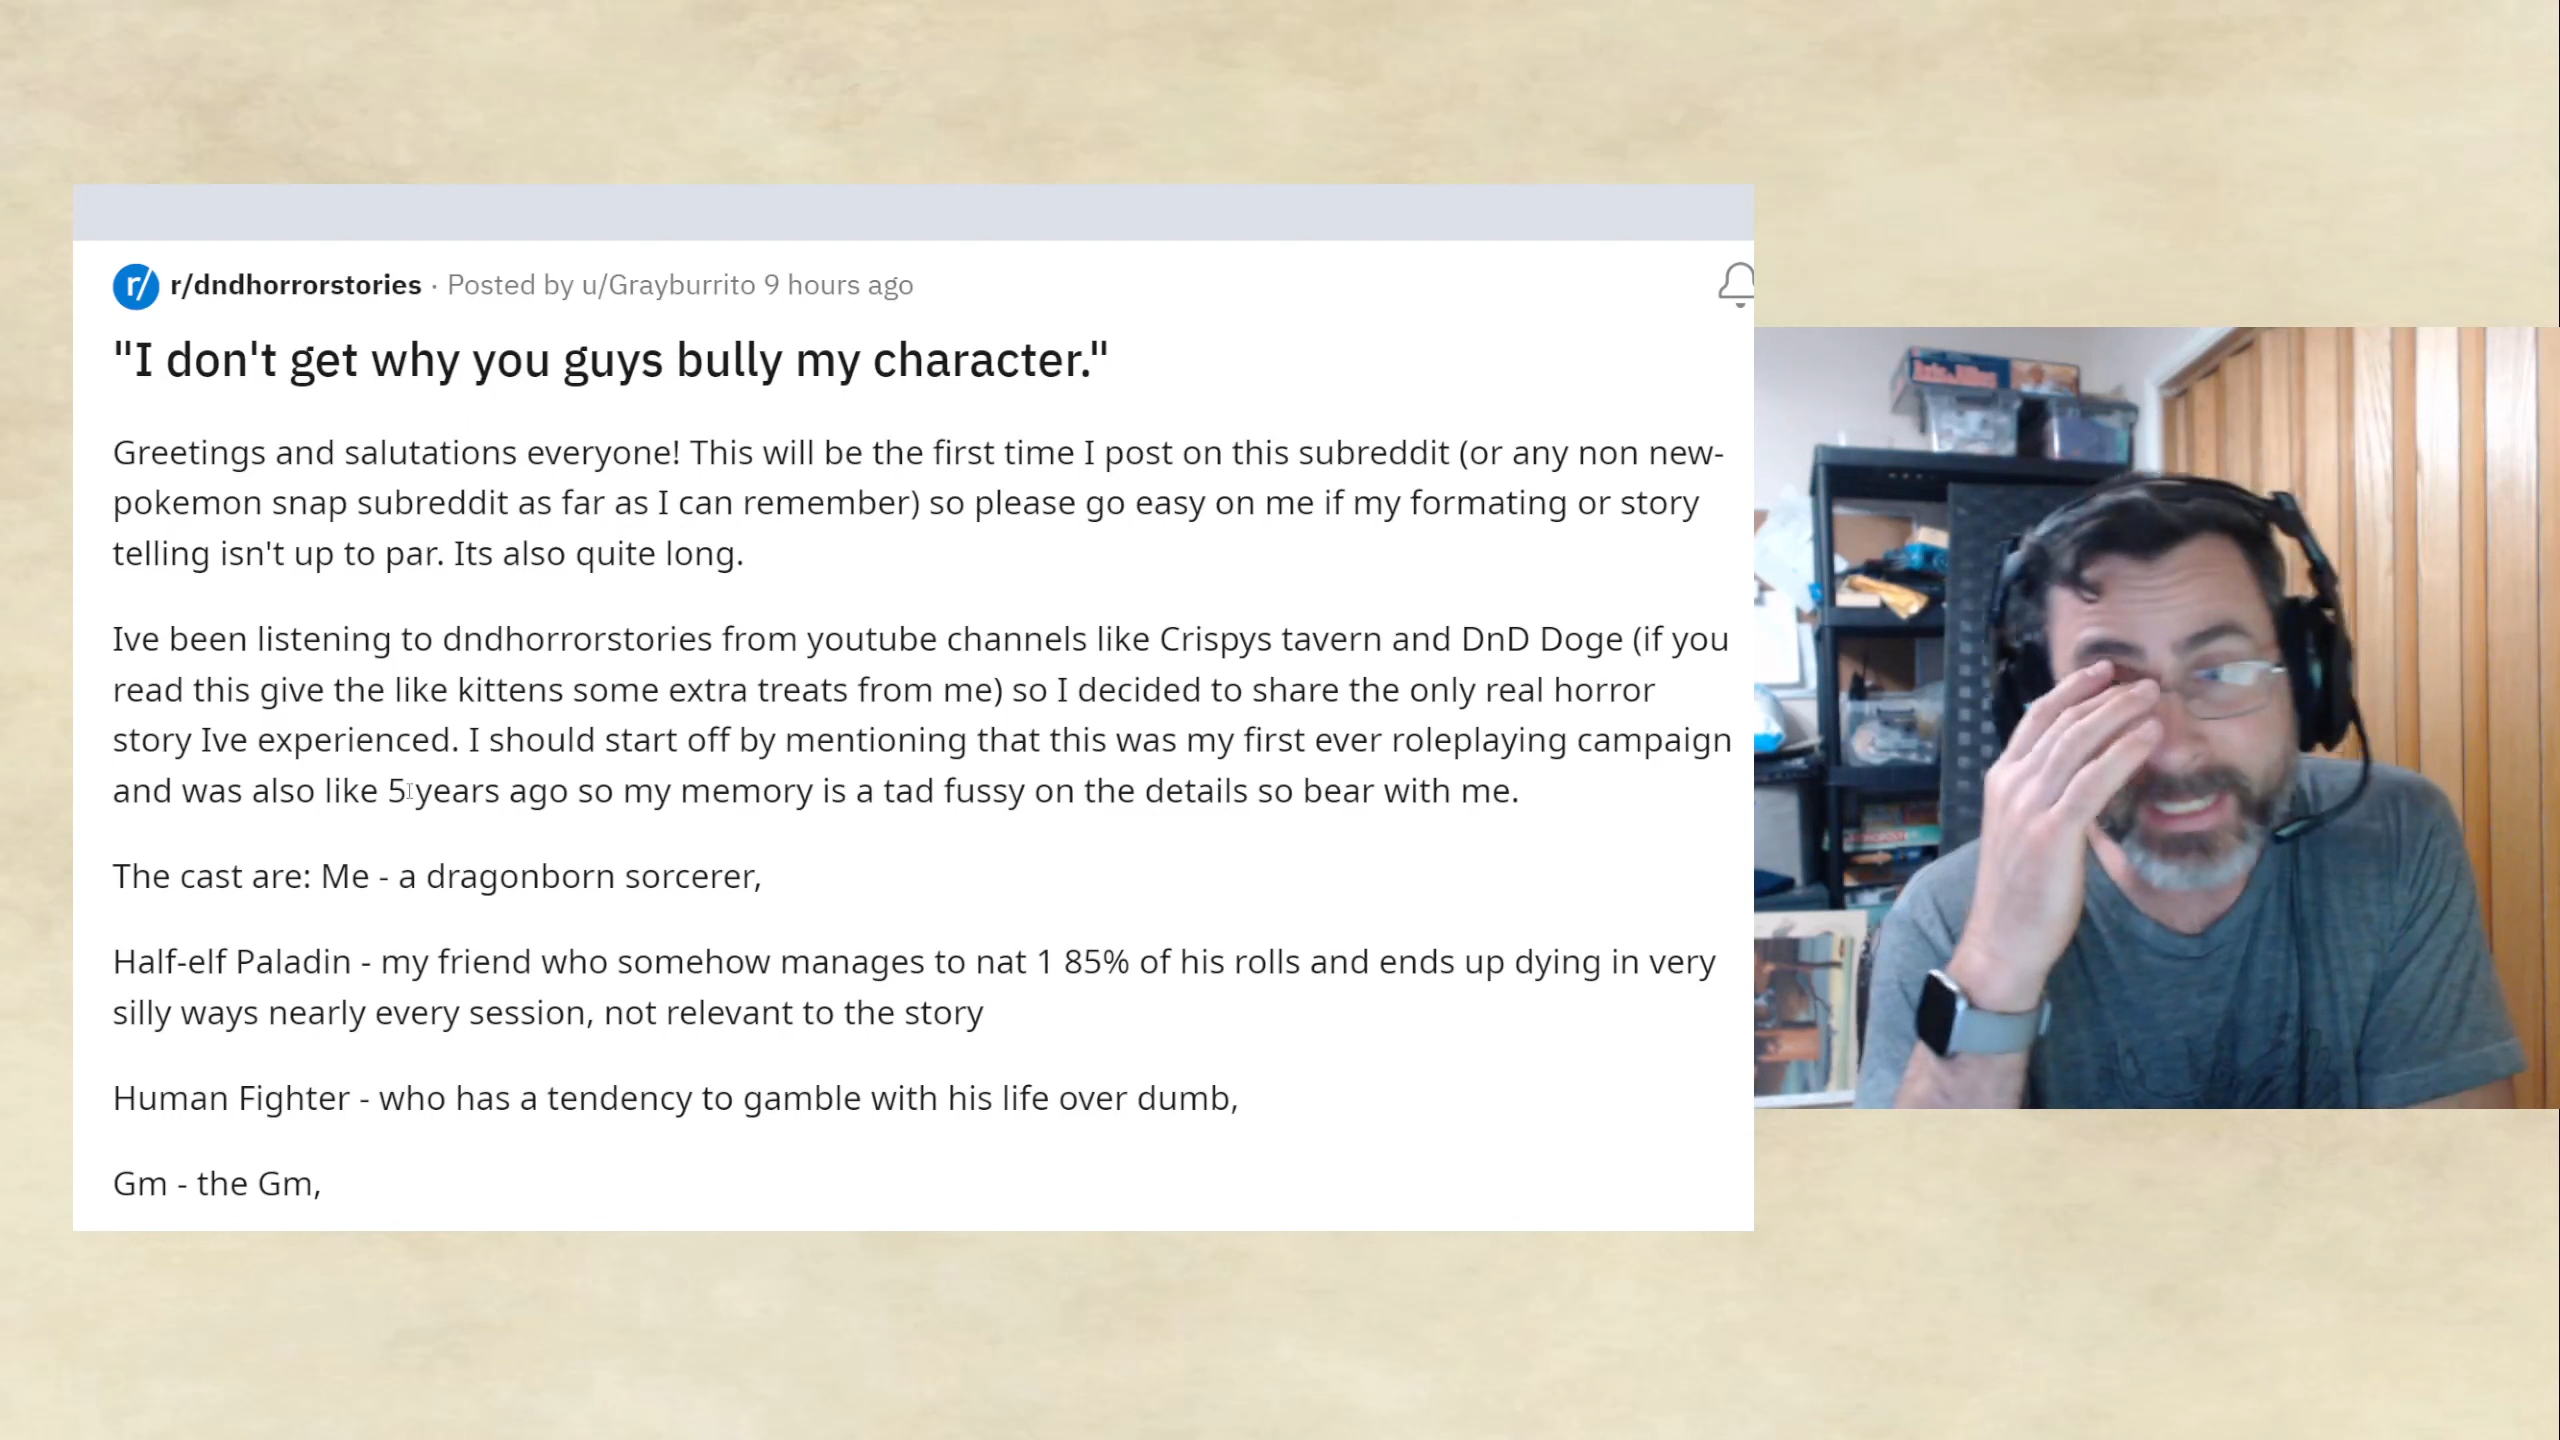 r/ r/dndhorrorstories · Posted by u/Grayburrito 9 hours ago
"I don't get why you guys bully my character."
Greetings and salutations everyone! This will be the first time I post on this subreddit (or any non new-
pokemon snap subreddit as far as I can remember) so please go easy on me if my formating or story
telling isn't up to par. Its also quite long.
Ive been listening to dndhorrorstories from youtube channels like Crispys tavern and DnD Doge (if you
read this give the like kittens some extra treats from me) so I decided to share the only real horror
story Ive experienced. I should start off by mentioning that this was my first ever roleplaying campaign
and was also like 5 years ago so my memory is a tad fussy on the details so bear with me.
The cast are: Me - a dragonborn sorcerer,
Half-elf Paladin - my friend who somehow manages to nat 1 85% of his rolls and ends up dying in very
silly ways nearly every session, not relevant to the story
Human Fighter - who has a tendency to gamble with his life over dumb,
Gm - the Gm,
Axis & Allies